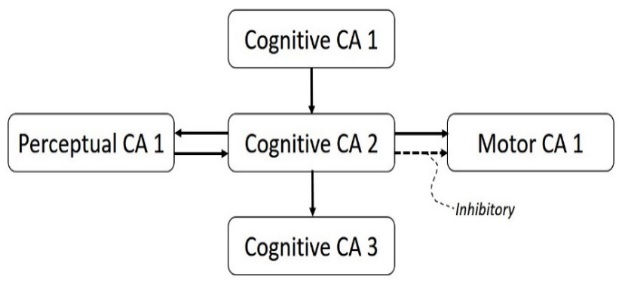 Cognitive CA 1
Perceptual CA 1
Cognitive CA 2
Motor CA 1
Inhibitory
Cognitive CA 3